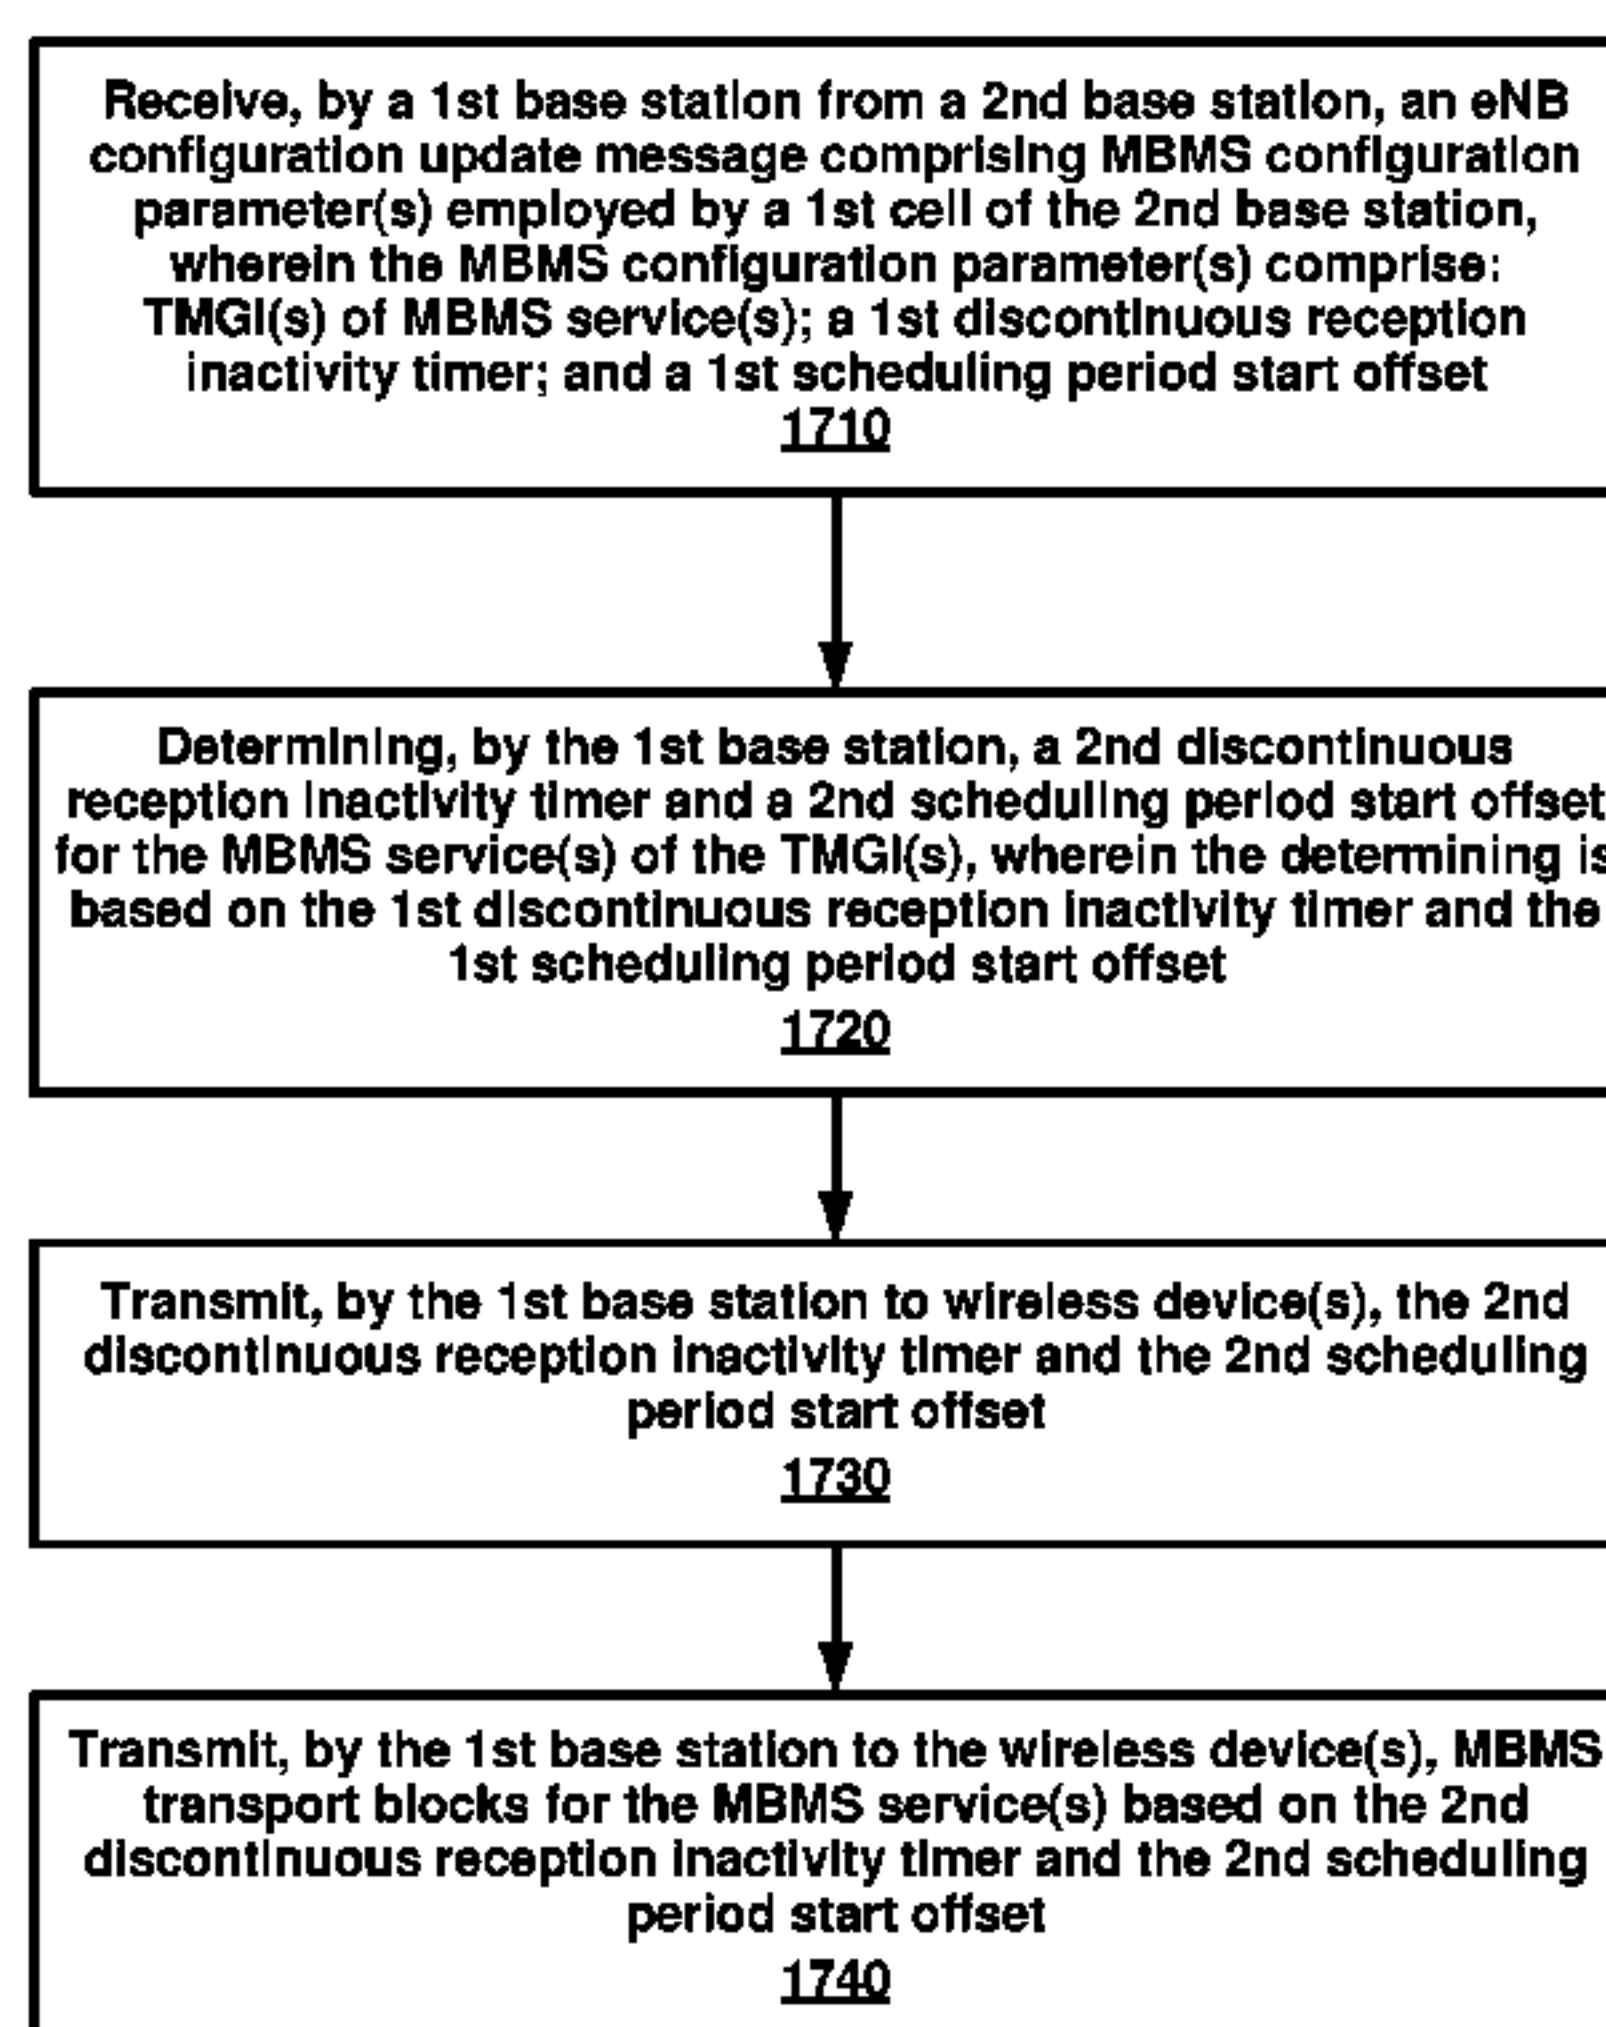 Receive, by a 1st base station from a 2nd base station, an eNB
configuration update message comprising MBMS configuration
parameter(s) employed by a 1st cell of the 2nd base station,
wherein the MBMS configuration parameter(s) comprise:
TMGI(s) of MBMS service(s); a 1st discontinuous reception
inactivity timer; and a 1st scheduling period start offset
1710
Determining, by the 1st base station, a 2nd discontinuous
reception inactivity timer and a 2nd scheduling period start offset
for the MBMS service(s) of the TMGI(s), wherein the determining is
based on the 1st discontinuous reception inactivity timer and the
1st scheduling period start offset
1720
Transmit, by the 1st base station to wireless device(s), the 2nd
discontinuous reception inactivity timer and the 2nd scheduling
period start offset
1730
Transmit, by the 1st base station to the wireless device(s), MBMS
transport blocks for the MBMS service(s) based on the 2nd
discontinuous reception inactivity timer and the 2nd scheduling
period start offset
1740